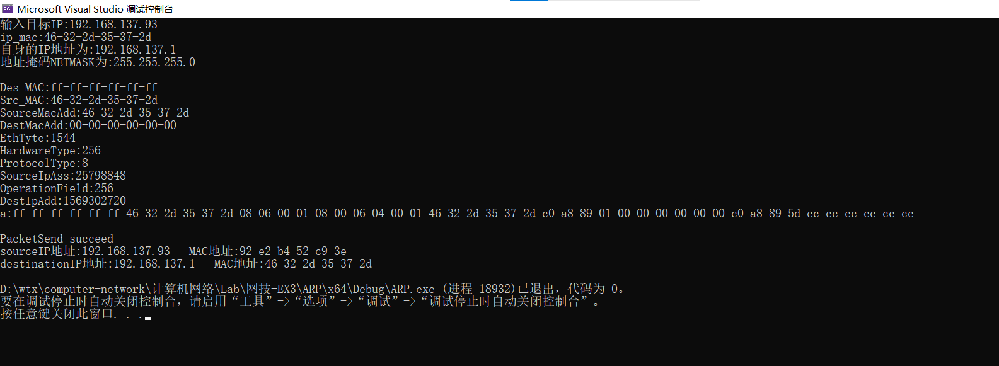 Microsoft Visual Studio 调试控制台
输入目标IP:192.168.137.93
ip_mac:46-32-2d-35-37-2d
自身的IP地址为:192.168.137.1
地址掩码NETMASK为:255.255.255.0
Des_MAC:ff-ff-ff-ff-ff-ff
Src_MAC:46-32-2d-35-37-2d
SourceMacAdd:46-32-2d-35-37-2d
DestMacAdd:00-00-00-00-00-00
EthTyte:1544
HardwareType:256
ProtocolType:8
SourceIpAss:25798848
OperationField:256
DestIpAdd:1569302720
a:ff ff ff ff ff ff 46 32 2d 35 37 2d 08 06 00 01 08 00 06 04 00 01 46 32 2d 35 37 2d c0 a8 89 01 00 00 00 00 00 00 c0 a8 89 5d cc cc cc cc cc cc
PacketSend succeed
sourceIP地址:192.168.137.93   MAC地址:92 e2 b4 52 c9 3e
destinationIP地址:192.168.137.1   MAC地址:46 32 2d 35 37 2d
D:\wtx\computer-network\计算机网络\Lab\网技-EX3\ARP\x64\Debug\ARP.exe (进程 18932)已退出，代码为 0。
要在调试停止时自动关闭控制台，请启用“工具”->“选项”->“调试”->“调试停止时自动关闭控制台”。
按任意键关闭此窗口. . .